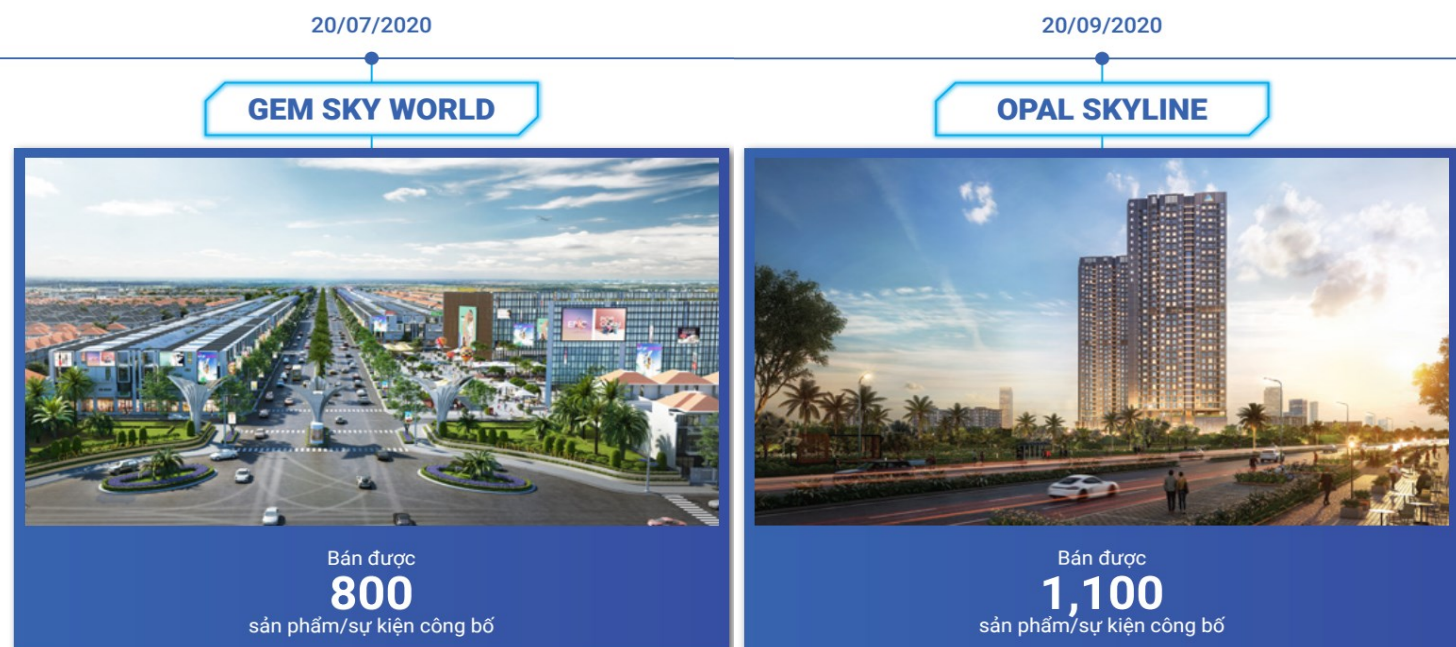 20/07/2020
GEM SKY WORLD
Bán được
800
sản phẩm/sự kiện công bố
20/09/2020
OPAL SKYLINE
Bán được
1,100
sản phẩm/sự kiện công bố